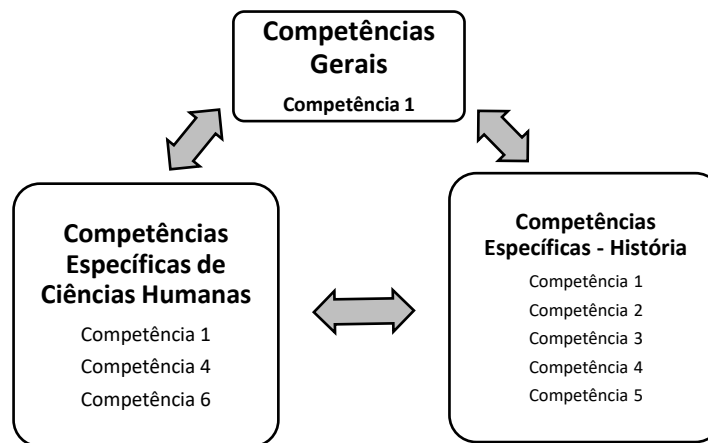 Competências
Gerais
Competência 1
Competências
Específicas de
Ciências Humanas
Competência 1
Competência 4
Competência 6
Competências
Específicas - História
Competência 1
Competência 2
Competência 3
Competência 4
Competência 5